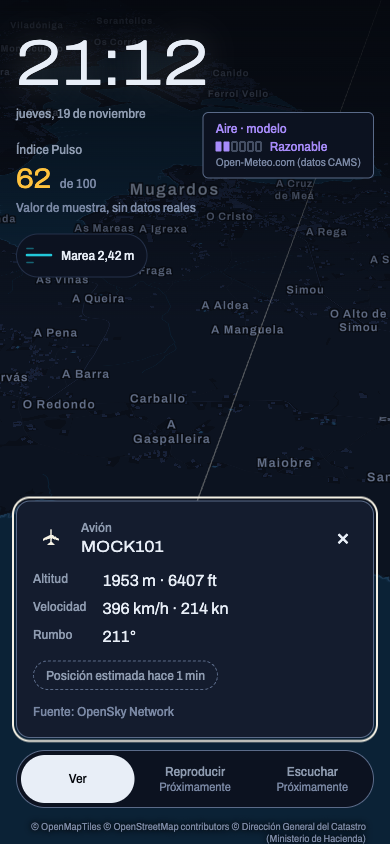 Viladóniga
Serantellos
21:12
Canido
Ferrol Vello
jueves, 19 de noviembre
Aire · modelo
Razonable
Open-Meteo.com (datos CAMS)
Índice Pulso
62 de 100
Mugardos
A Cruz
de Meá
Valor de muestra, sin datos reales
O Cristo
As Mareas
A Igrexa
A Rega
Marea 2,42 m
As Viñas
A Queira
Simou
A Aldea
O Alto de
Simou
A Pena
A Manguela
A Barra
O Redondo
Carballo
A
Gaspalleira
Maiobre
Avión
MOCK101
✕
Altitud 1953 m · 6407 ft
Velocidad 396 km/h · 214 kn
Rumbo 211°
Posición estimada hace 1 min
Fuente: OpenSky Network
Ver
Reproducir
Próximamente
Escuchar
Próximamente
© OpenMapTiles © OpenStreetMap contributors © Dirección General del Catastro
(Ministerio de Hacienda)